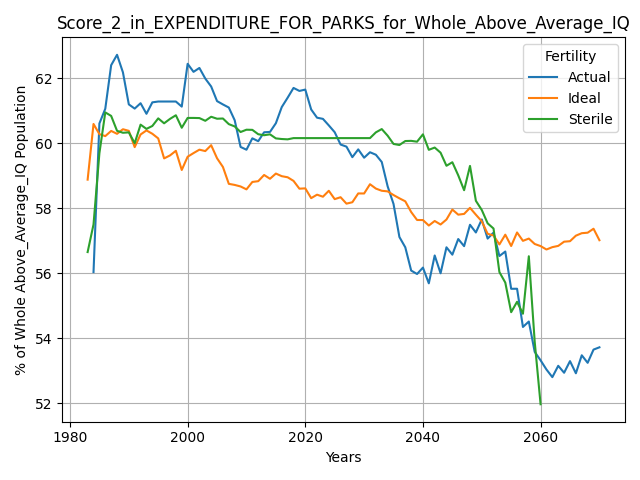 Score_2_in_EXPENDITURE_FOR_PARKS_for_Whole_Above_Average_IQ
% of Whole Above_Average_IQ Population
62
60
58
56
54
52
Fertility
Actual
Ideal
Sterile
1980
2000
2020
2040
2060
Years